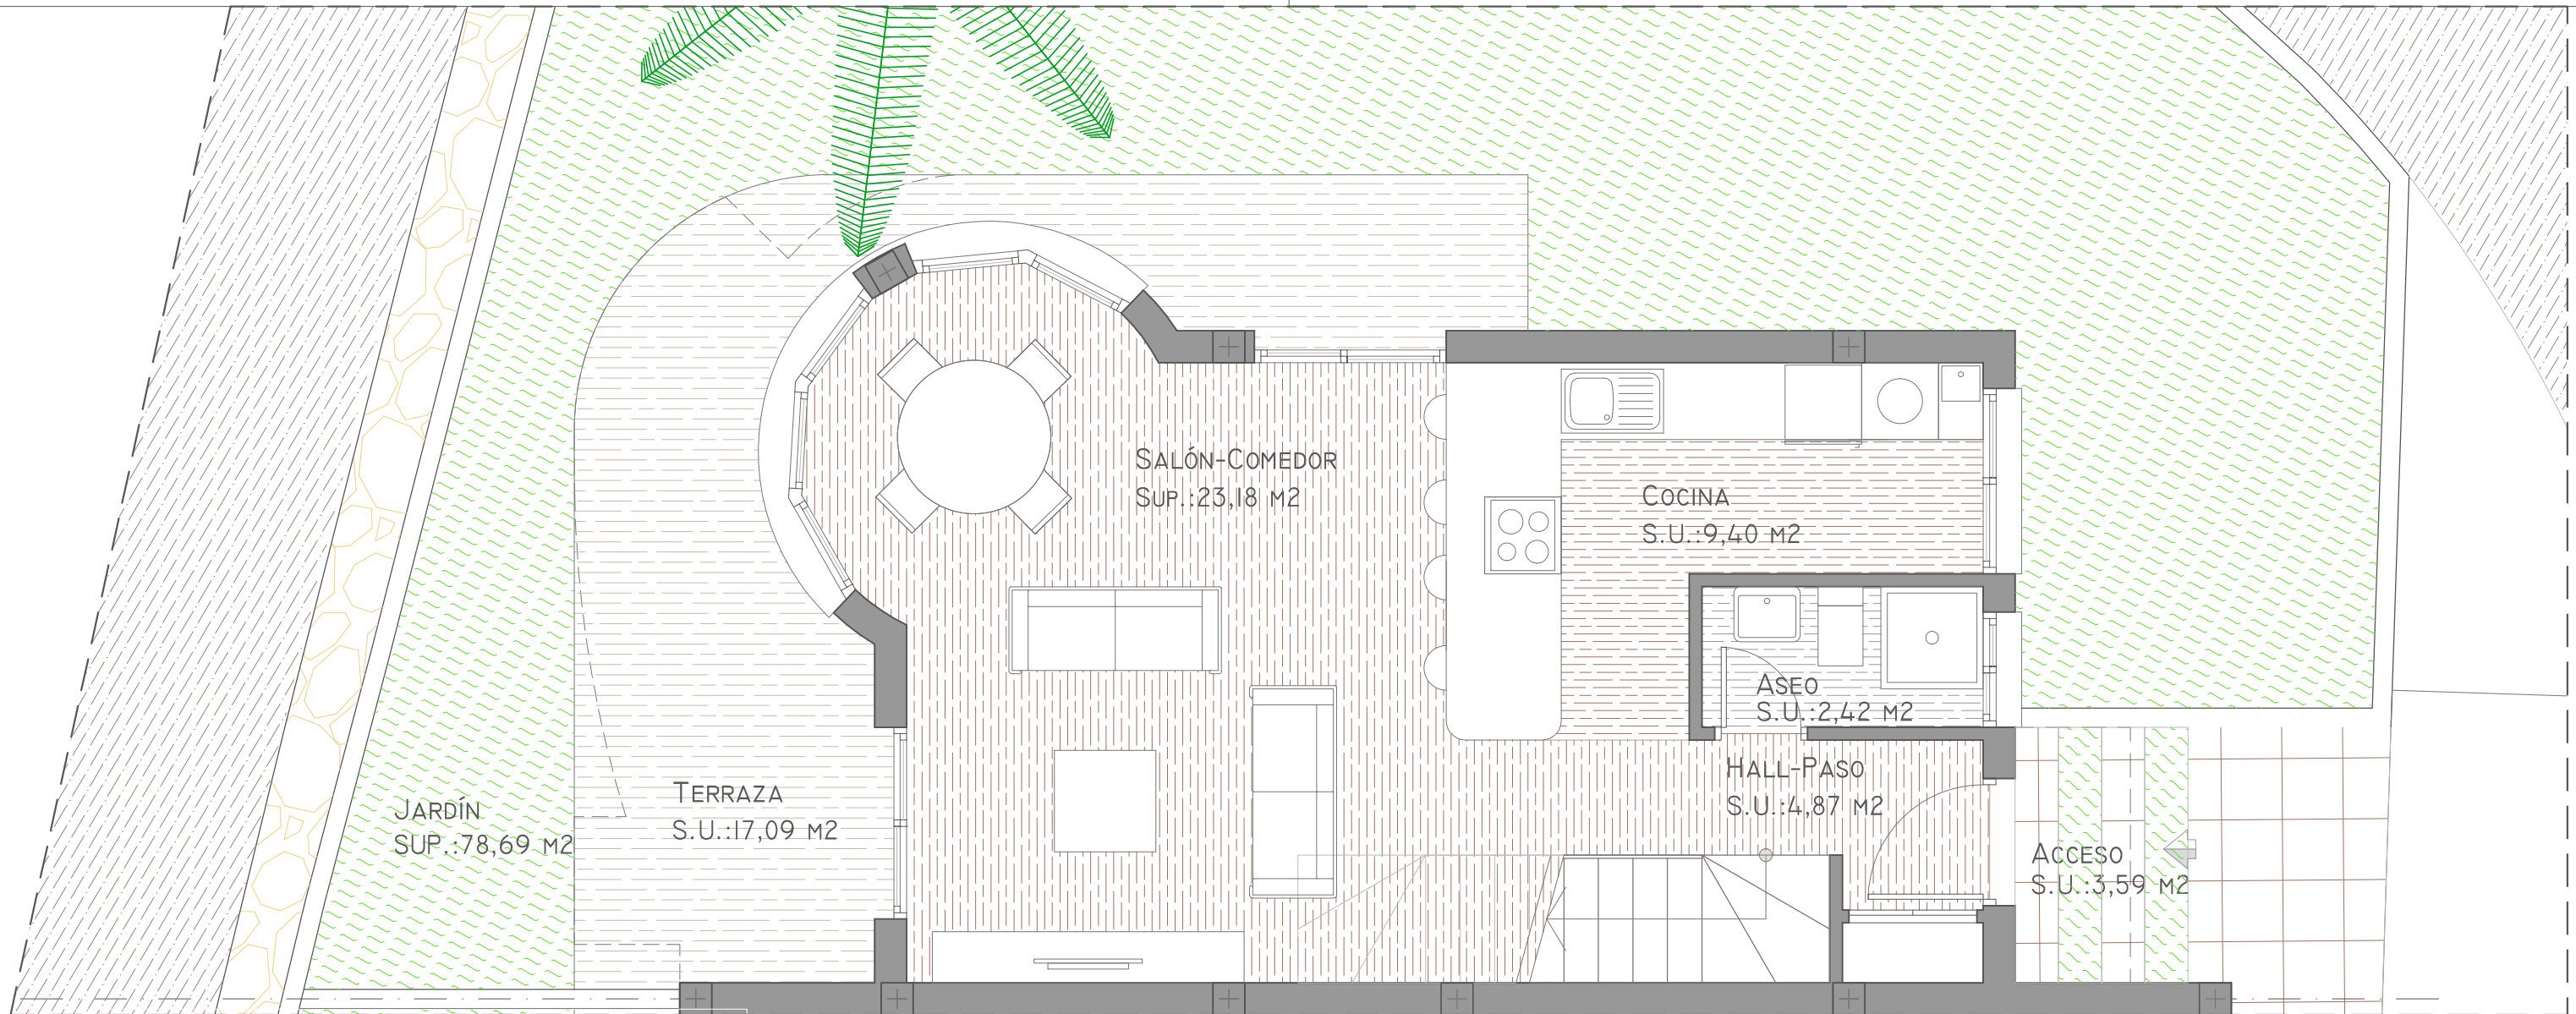 SALÓN-COMEDOR
SUP.:23,18 M2
COCINA
S.U.:9,40 M2
ASEO
S.U.:2,42 M2
HALL-PASO
S.U.:4,87 M2
JARDÍN
SUP.:78,69 M2
TERRAZA
S.U.:17,09 M2
ACCESO
S.U.:3,59 M2